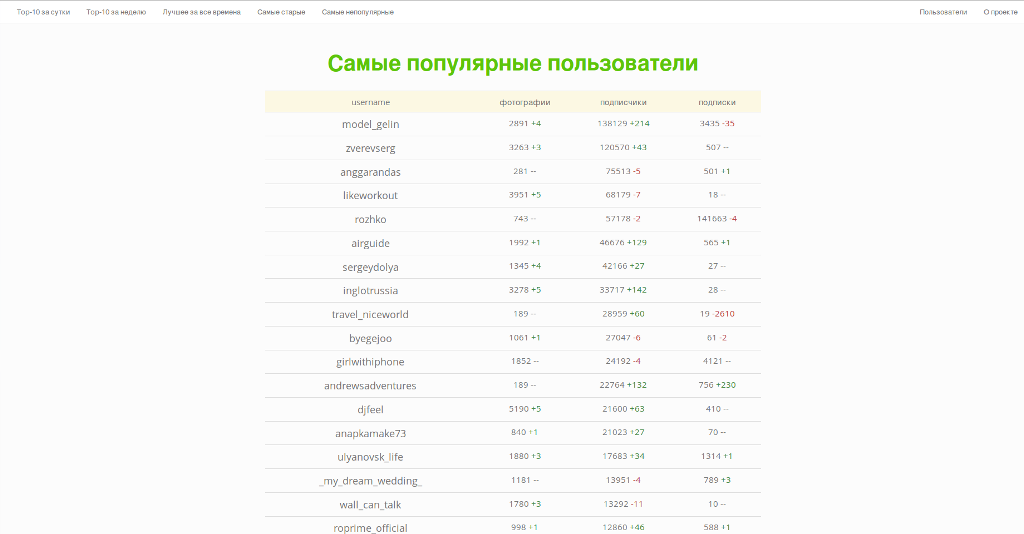 Top-10 за сутки Top-10 за неделю Лучшее за все времена Самые старые Самые непопулярные Пользователи О проекте
Самые популярные пользователи
username фотографии подписчики подписки
model_gelin 2891 +4 138129 +214 3435 -35
zverevserg 3263 +3 120570 +43 507 --
anggarandas 281 -- 75513 -5 501 +1
likeworkout 3951 +5 68179 -7 18 --
rozhko 743 -- 57178 -2 141663 -4
airguide 1992 +1 46676 +129 565 +1
sergeydolya 1345 +4 42166 +27 27 --
inglotrussia 3278 +5 33717 +142 28 --
travel_niceworld 189 -- 28959 +60 19 -2610
byegejoo 1061 +1 27047 -6 61 -2
girlwithiphone 1852 -- 24192 -4 4121 --
andrewsadventures 189 -- 22764 +132 756 +230
djfeel 5190 +5 21600 +63 410 --
anapkamake73 840 +1 21023 +27 70 --
ulyanovsk_life 1880 +3 17683 +34 1314 +1
_my_dream_wedding_ 1181 -- 13951 -4 789 +3
wall_can_talk 1780 +3 13292 -11 10 --
roprime_official 998 +1 12860 +46 588 +1